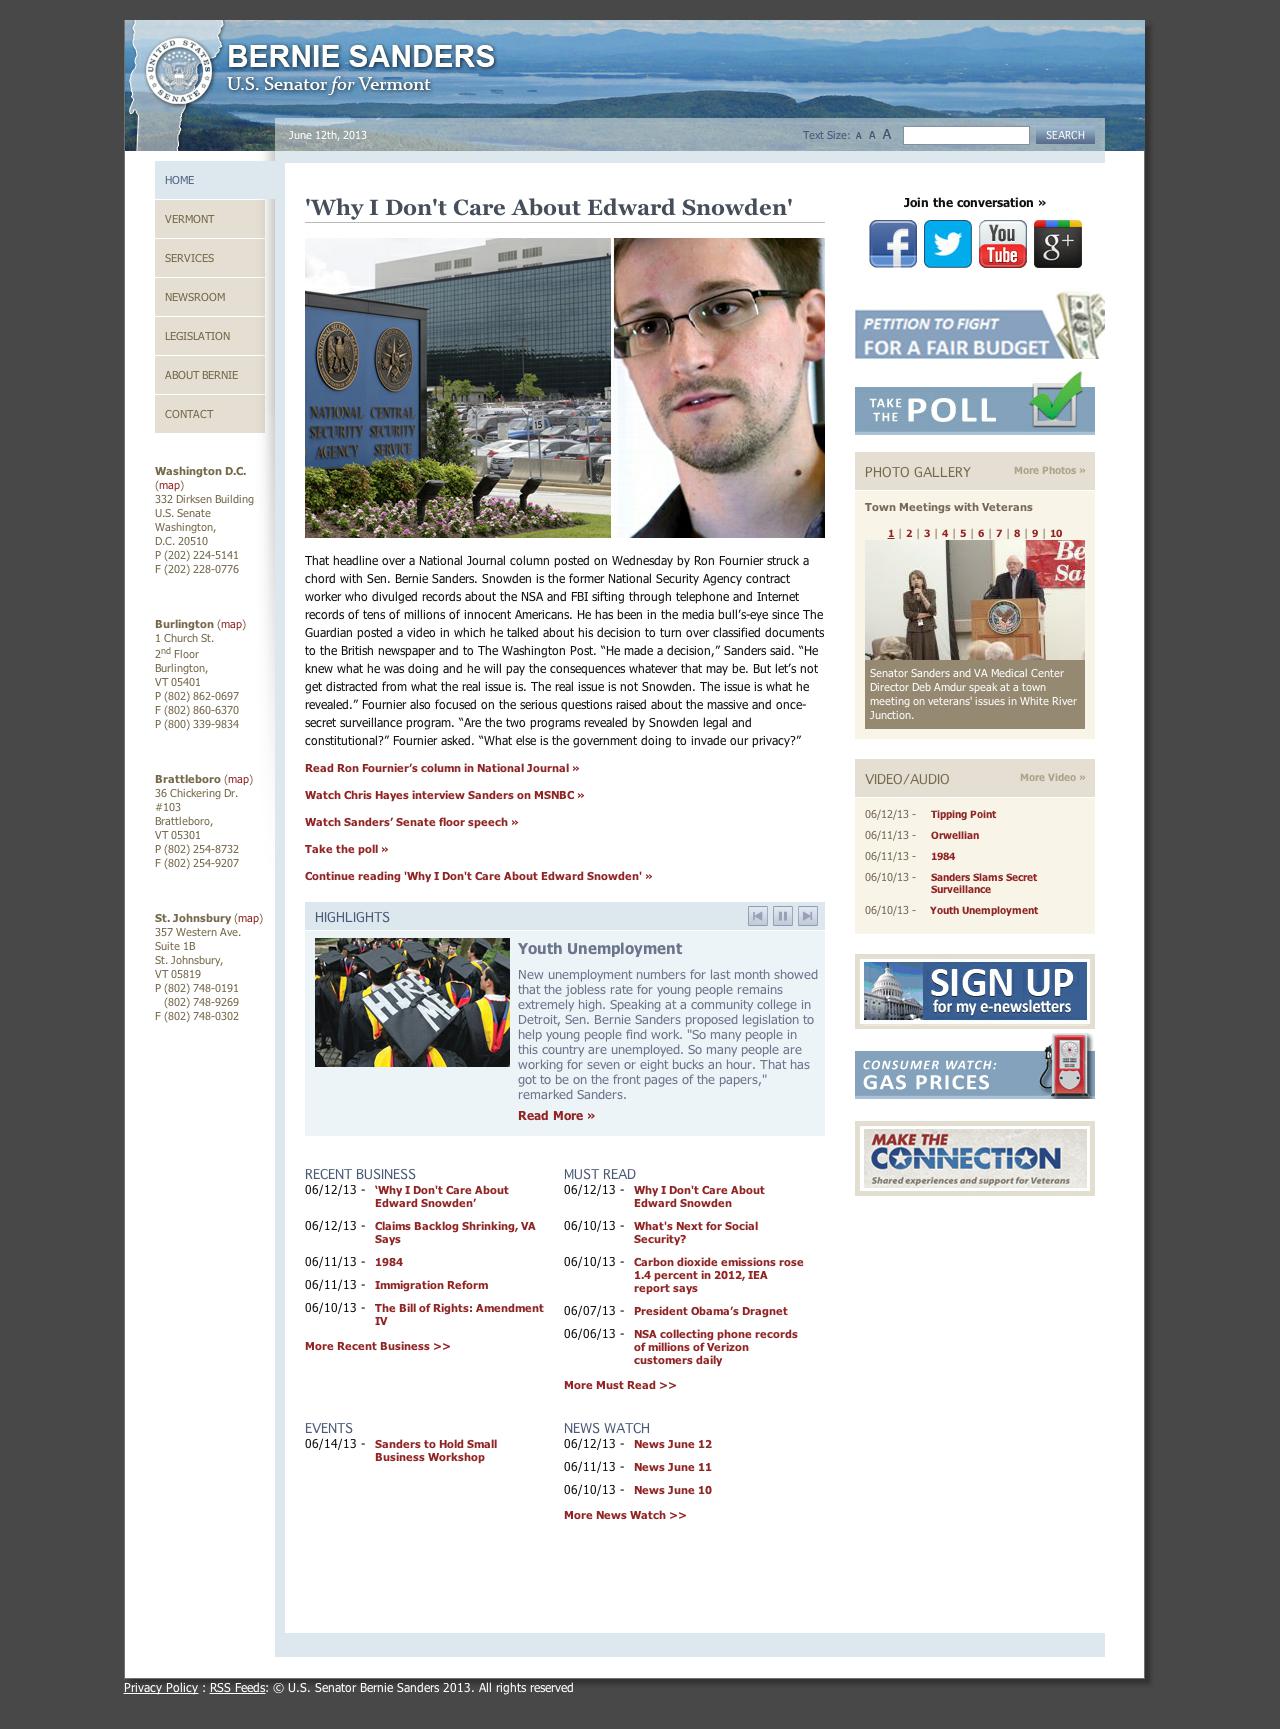 UNITED STATES
SENATE
BERNIE SANDERS
U.S. Senator for Vermont
June 12th, 2013
Text Size: A A A
SEARCH
HOME
VERMONT
SERVICES
NEWSROOM
LEGISLATION
ABOUT BERNIE
CONTACT
Washington D.C.
(map)
332 Dirksen Building
U.S. Senate
Washington,
D.C. 20510
P (202) 224-5141
F (202) 228-0776
Burlington (map)
1 Church St.
2nd Floor
Burlington,
VT 05401
P (802) 862-0697
F (802) 860-6370
P (800) 339-9834
Brattleboro (map)
36 Chickering Dr.
#103
Brattleboro,
VT 05301
P (802) 254-8732
F (802) 254-9207
St. Johnsbury (map)
357 Western Ave.
Suite 1B
St. Johnsbury,
VT 05819
P (802) 748-0191
(802) 748-9269
F (802) 748-0302
'Why I Don't Care About Edward Snowden'
NATIONAL CENTRAL
SECURITY SECURITY
AGENCY SERVICE
15
That headline over a National Journal column posted on Wednesday by Ron Fournier struck a
chord with Sen. Bernie Sanders. Snowden is the former National Security Agency contract
worker who divulged records about the NSA and FBI sifting through telephone and Internet
records of tens of millions of innocent Americans. He has been in the media bull’s-eye since The
Guardian posted a video in which he talked about his decision to turn over classified documents
to the British newspaper and to The Washington Post. “He made a decision,” Sanders said. “He
knew what he was doing and he will pay the consequences whatever that may be. But let’s not
get distracted from what the real issue is. The real issue is not Snowden. The issue is what he
revealed.” Fournier also focused on the serious questions raised about the massive and once-
secret surveillance program. “Are the two programs revealed by Snowden legal and
constitutional?” Fournier asked. “What else is the government doing to invade our privacy?”
Read Ron Fournier’s column in National Journal »
Watch Chris Hayes interview Sanders on MSNBC »
Watch Sanders’ Senate floor speech »
Take the poll »
Continue reading 'Why I Don't Care About Edward Snowden' »
HIGHLIGHTS
HIRE
ME
Youth Unemployment
New unemployment numbers for last month showed
that the jobless rate for young people remains
extremely high. Speaking at a community college in
Detroit, Sen. Bernie Sanders proposed legislation to
help young people find work. "So many people in
this country are unemployed. So many people are
working for seven or eight bucks an hour. That has
got to be on the front pages of the papers,"
remarked Sanders.
Read More »
RECENT BUSINESS
06/12/13 - ‘Why I Don't Care About
Edward Snowden’
06/12/13 - Claims Backlog Shrinking, VA
Says
06/11/13 - 1984
06/11/13 - Immigration Reform
06/10/13 - The Bill of Rights: Amendment
IV
More Recent Business >>
MUST READ
06/12/13 - Why I Don't Care About
Edward Snowden
06/10/13 - What's Next for Social
Security?
06/10/13 - Carbon dioxide emissions rose
1.4 percent in 2012, IEA
report says
06/07/13 - President Obama’s Dragnet
06/06/13 - NSA collecting phone records
of millions of Verizon
customers daily
More Must Read >>
EVENTS
06/14/13 - Sanders to Hold Small
Business Workshop
NEWS WATCH
06/12/13 - News June 12
06/11/13 - News June 11
06/10/13 - News June 10
More News Watch >>
Join the conversation »
f
You
Tube
g+
PETITION TO FIGHT
FOR A FAIR BUDGET
TAKE
THE POLL
PHOTO GALLERY
More Photos »
Town Meetings with Veterans
1 | 2 | 3 | 4 | 5 | 6 | 7 | 8 | 9 | 10
Be
Sa
Senator Sanders and VA Medical Center
Director Deb Amdur speak at a town
meeting on veterans' issues in White River
Junction.
VIDEO/AUDIO
More Video »
06/12/13 - Tipping Point
06/11/13 - Orwellian
06/11/13 - 1984
06/10/13 - Sanders Slams Secret
Surveillance
06/10/13 - Youth Unemployment
SIGN UP
for my e-newsletters
CONSUMER WATCH:
GAS PRICES
MAKE THE
CONNECTION
Shared experiences and support for Veterans
Privacy Policy : RSS Feeds: © U.S. Senator Bernie Sanders 2013. All rights reserved